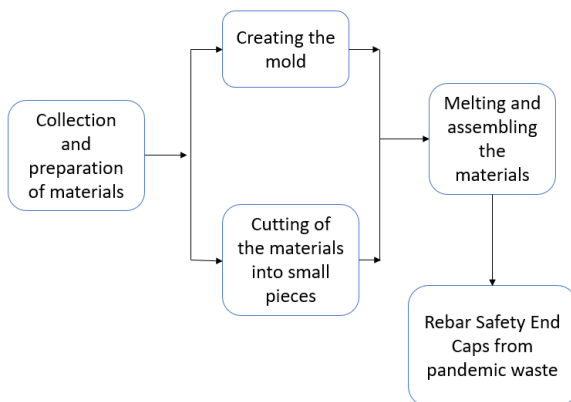 Creating the
mold
Collection
and
preparation
of materials
Melting and
assembling
the
materials
Cutting of
the materials
into small
pieces
Rebar Safety End
Caps from
pandemic waste